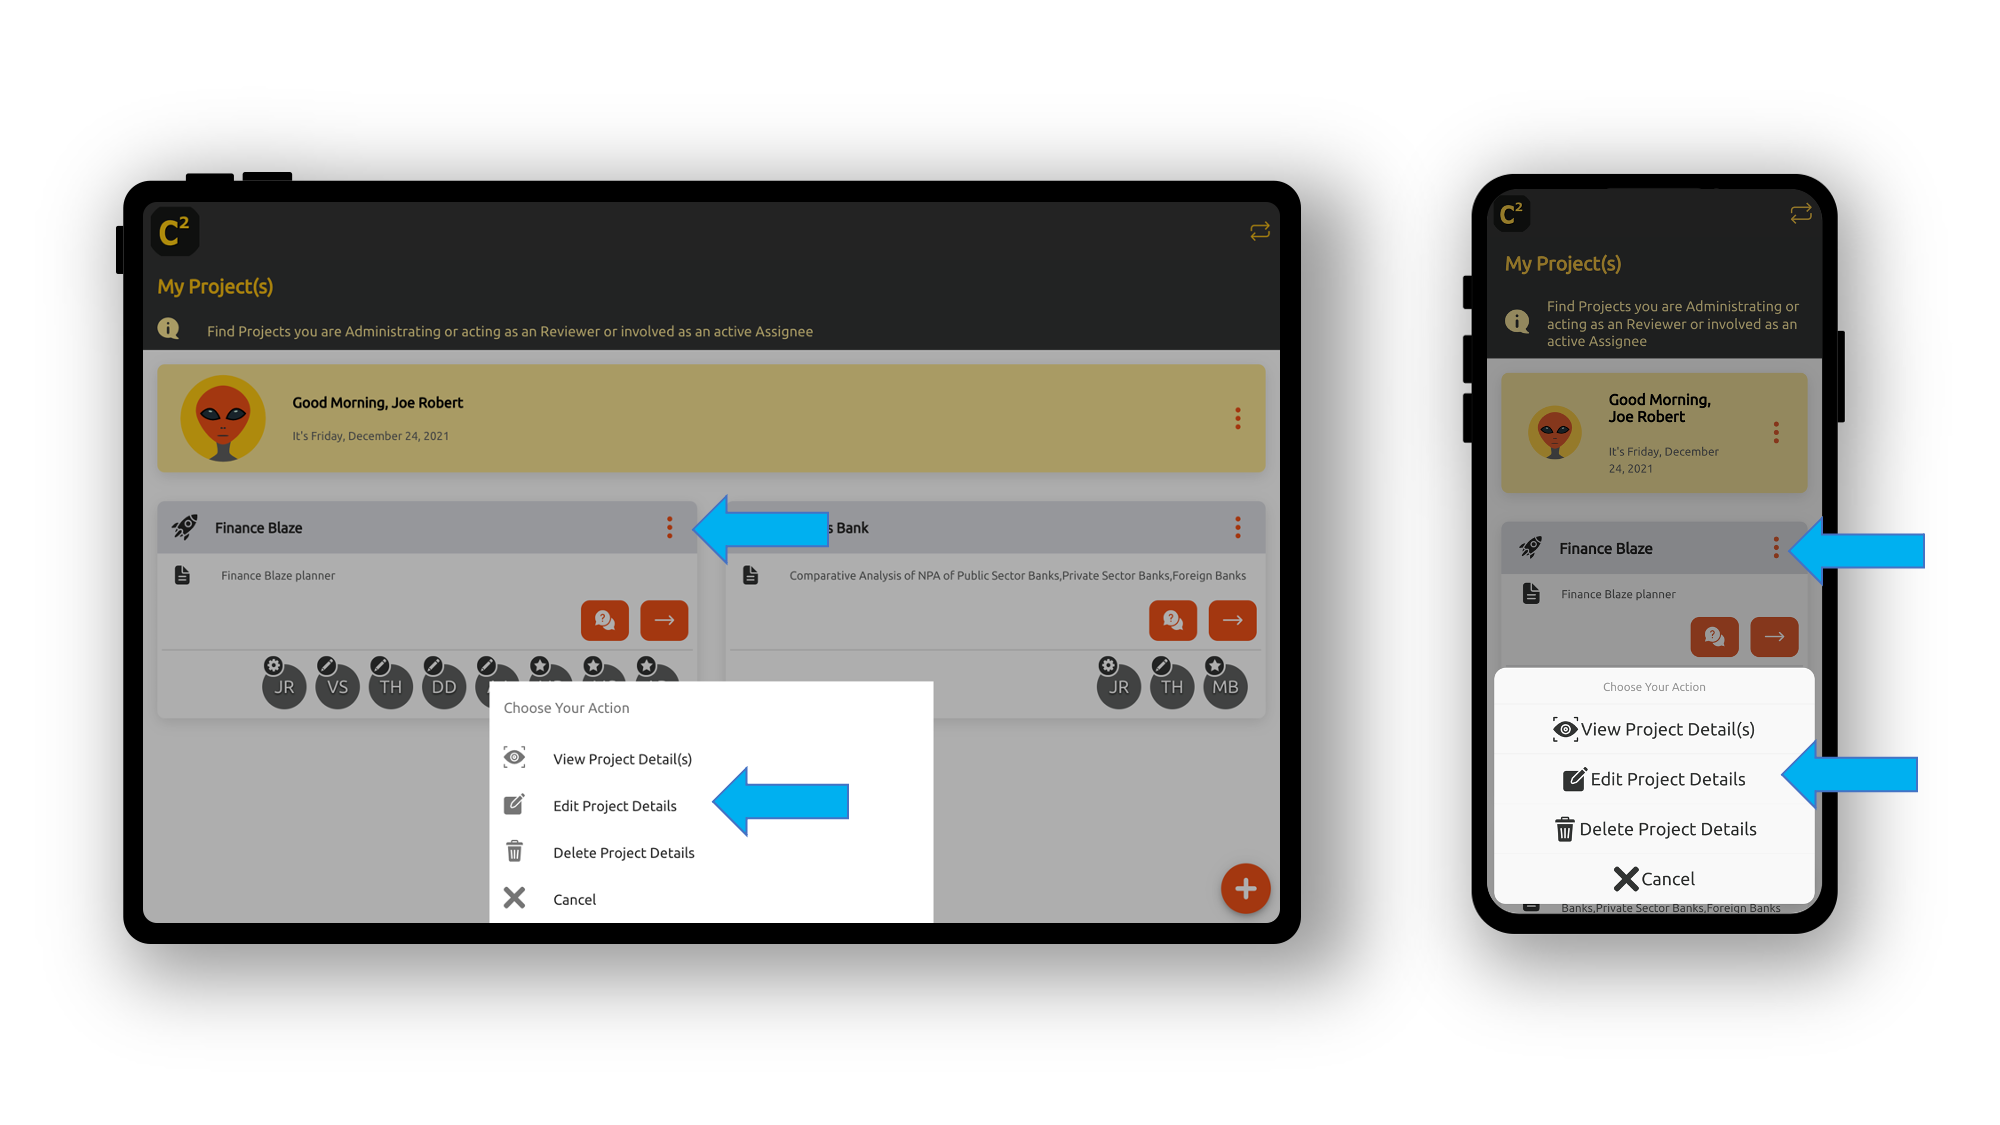 C²
My Project(s)
Find Projects you are Administrating or acting as an Reviewer or involved as an active Assignee
Good Morning, Joe Robert
It's Friday, December 24, 2021
Finance Blaze
Finance Blaze planner
JR VS TH DD
Bank
Comparative Analysis of NPA of Public Sector Banks,Private Sector Banks,Foreign Banks
JR TH MB
Choose Your Action
View Project Detail(s)
Edit Project Details
Delete Project Details
Cancel
C²
My Project(s)
Find Projects you are Administrating or
acting as an Reviewer or involved as an
active Assignee
Good Morning,
Joe Robert
It's Friday, December
24, 2021
Finance Blaze
Finance Blaze planner
Choose Your Action
View Project Detail(s)
Edit Project Details
Delete Project Details
Cancel
Banks,Private Sector Banks,Foreign Banks